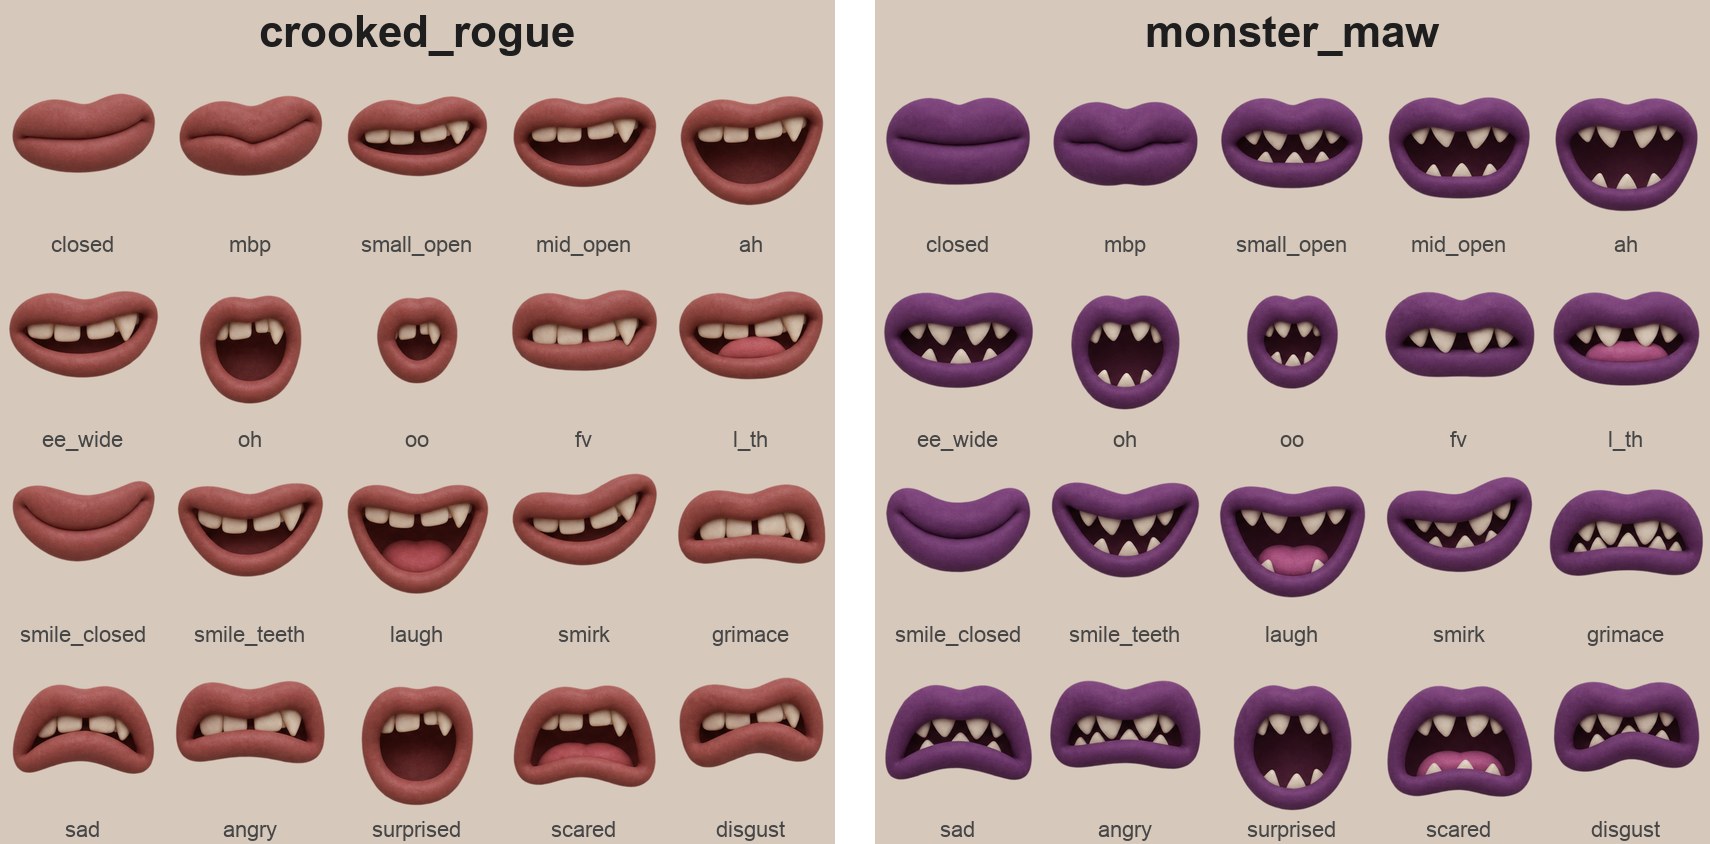 crooked_rogue
closed mbp small_open mid_open ah
ee_wide oh oo fv l_th
smile_closed smile_teeth laugh smirk grimace
sad angry surprised scared disgust
monster_maw
closed mbp small_open mid_open ah
ee_wide oh oo fv l_th
smile_closed smile_teeth laugh smirk grimace
sad angry surprised scared disgust